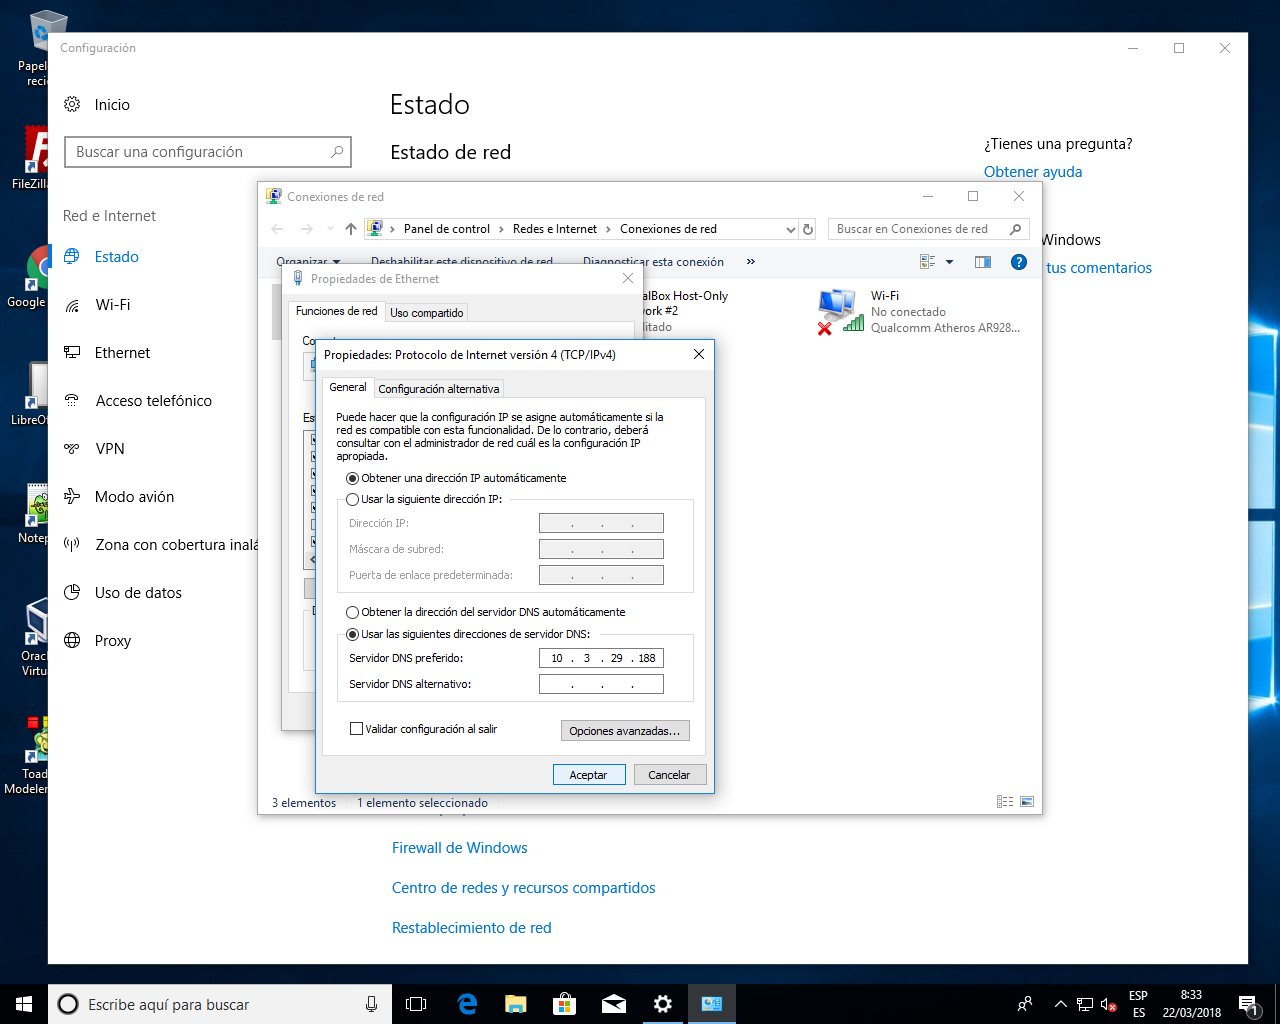 Papel
reci
FileZilla
Google
LibreOf
Notep
Orac
Virtu
Toad
Modeler
Configuración
Inicio
Buscar una configuración
Red e Internet
Estado
Wi-Fi
Ethernet
Acceso telefónico
VPN
Modo avión
Zona con cobertura inalá
Uso de datos
Proxy
Estado
Estado de red
¿Tienes una pregunta?
Obtener ayuda
Windows
tus comentarios
Conexiones de red
Panel de control
Redes e Internet
Conexiones de red
Buscar en Conexiones de red
Organizar
Deshabilitar este dispositivo de red
Diagnosticar esta conexión
»
alBox Host-Only
work #2
litado
Wi-Fi
No conectado
Qualcomm Atheros AR928...
Propiedades de Ethernet
Funciones de red
Uso compartido
Co
Es
Propiedades: Protocolo de Internet versión 4 (TCP/IPv4)
General
Configuración alternativa
Puede hacer que la configuración IP se asigne automáticamente si la
red es compatible con esta funcionalidad. De lo contrario, deberá
consultar con el administrador de red cuál es la configuración IP
apropiada.
Obtener una dirección IP automáticamente
Usar la siguiente dirección IP:
Dirección IP:
. . .
Máscara de subred:
. . .
Puerta de enlace predeterminada:
. . .
Obtener la dirección del servidor DNS automáticamente
Usar las siguientes direcciones de servidor DNS:
Servidor DNS preferido:
10 . 3 . 29 . 188
Servidor DNS alternativo:
. . .
Validar configuración al salir
Opciones avanzadas...
Aceptar
Cancelar
3 elementos
1 elemento seleccionado
Firewall de Windows
Centro de redes y recursos compartidos
Restablecimiento de red
Escribe aquí para buscar
ESP
ES
8:33
22/03/2018
1